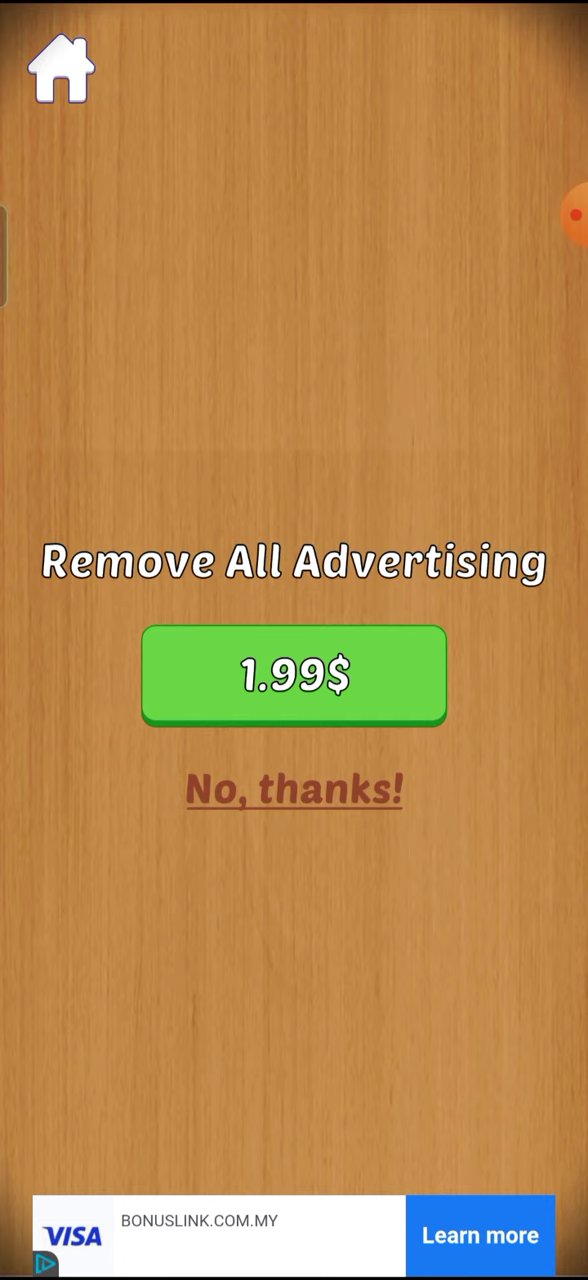 Remove All Advertising
1.99$
No, thanks!
BONUSLINK.COM.MY
VISA
Learn more